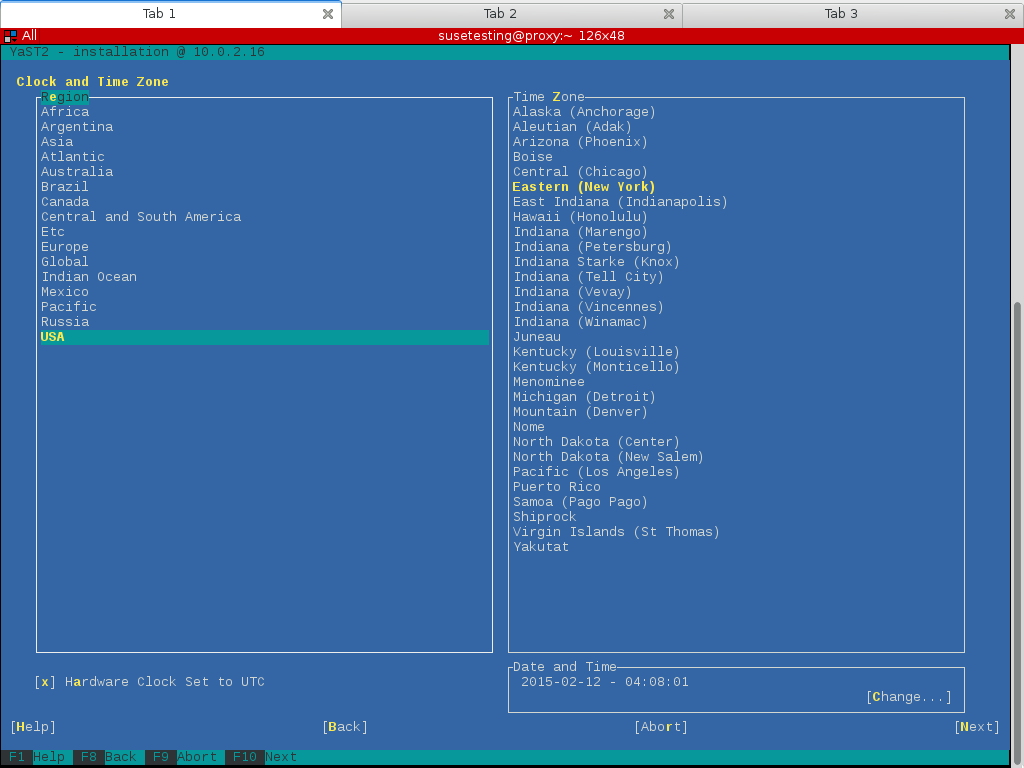 Tab 1
Tab 2
Tab 3
All
susetesting@proxy:~ 126x48
YaST2 - installation @ 10.0.2.16
Clock and Time Zone
Region
Africa
Argentina
Asia
Atlantic
Australia
Brazil
Canada
Central and South America
Etc
Europe
Global
Indian Ocean
Mexico
Pacific
Russia
USA
Time Zone
Alaska (Anchorage)
Aleutian (Adak)
Arizona (Phoenix)
Boise
Central (Chicago)
Eastern (New York)
East Indiana (Indianapolis)
Hawaii (Honolulu)
Indiana (Marengo)
Indiana (Petersburg)
Indiana Starke (Knox)
Indiana (Tell City)
Indiana (Vevay)
Indiana (Vincennes)
Indiana (Winamac)
Juneau
Kentucky (Louisville)
Kentucky (Monticello)
Menominee
Michigan (Detroit)
Mountain (Denver)
Nome
North Dakota (Center)
North Dakota (New Salem)
Pacific (Los Angeles)
Puerto Rico
Samoa (Pago Pago)
Shiprock
Virgin Islands (St Thomas)
Yakutat
[x] Hardware Clock Set to UTC
Date and Time
2015-02-12 - 04:08:01
[Change...]
[Help]
[Back]
[Abort]
[Next]
F1 Help F8 Back F9 Abort F10 Next